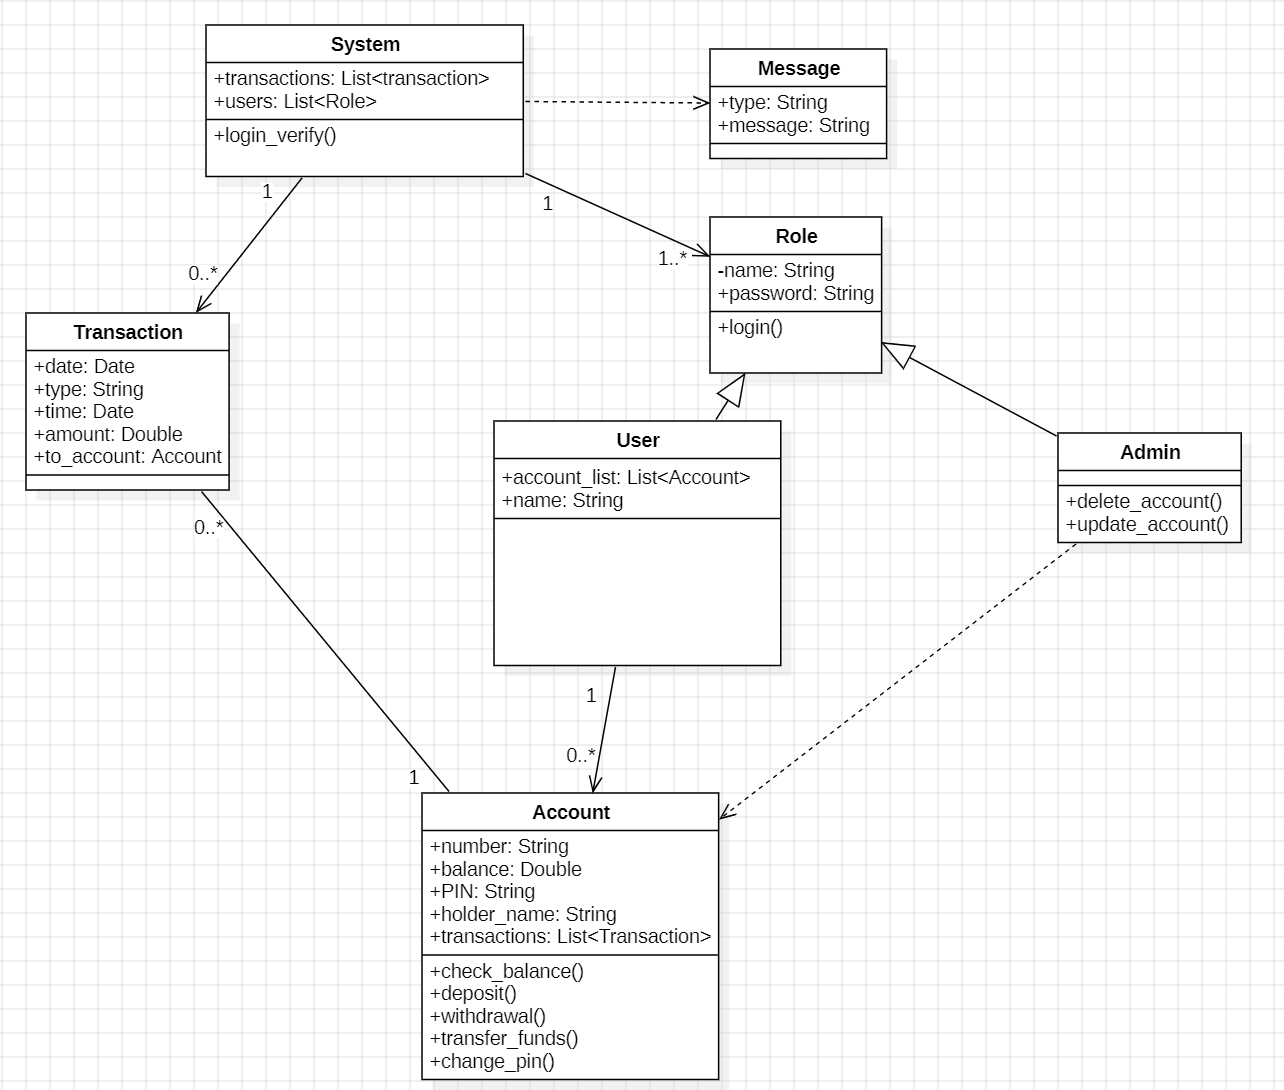 System
+transactions: List<transaction>
+users: List<Role>
+login_verify()
Message
+type: String
+message: String
1
1
0..*
1..*
Role
-name: String
+password: String
+login()
Transaction
+date: Date
+type: String
+time: Date
+amount: Double
+to_account: Account
User
+account_list: List<Account>
+name: String
Admin
+delete_account()
+update_account()
0..*
1
1
0..*
Account
+number: String
+balance: Double
+PIN: String
+holder_name: String
+transactions: List<Transaction>
+check_balance()
+deposit()
+withdrawal()
+transfer_funds()
+change_pin()